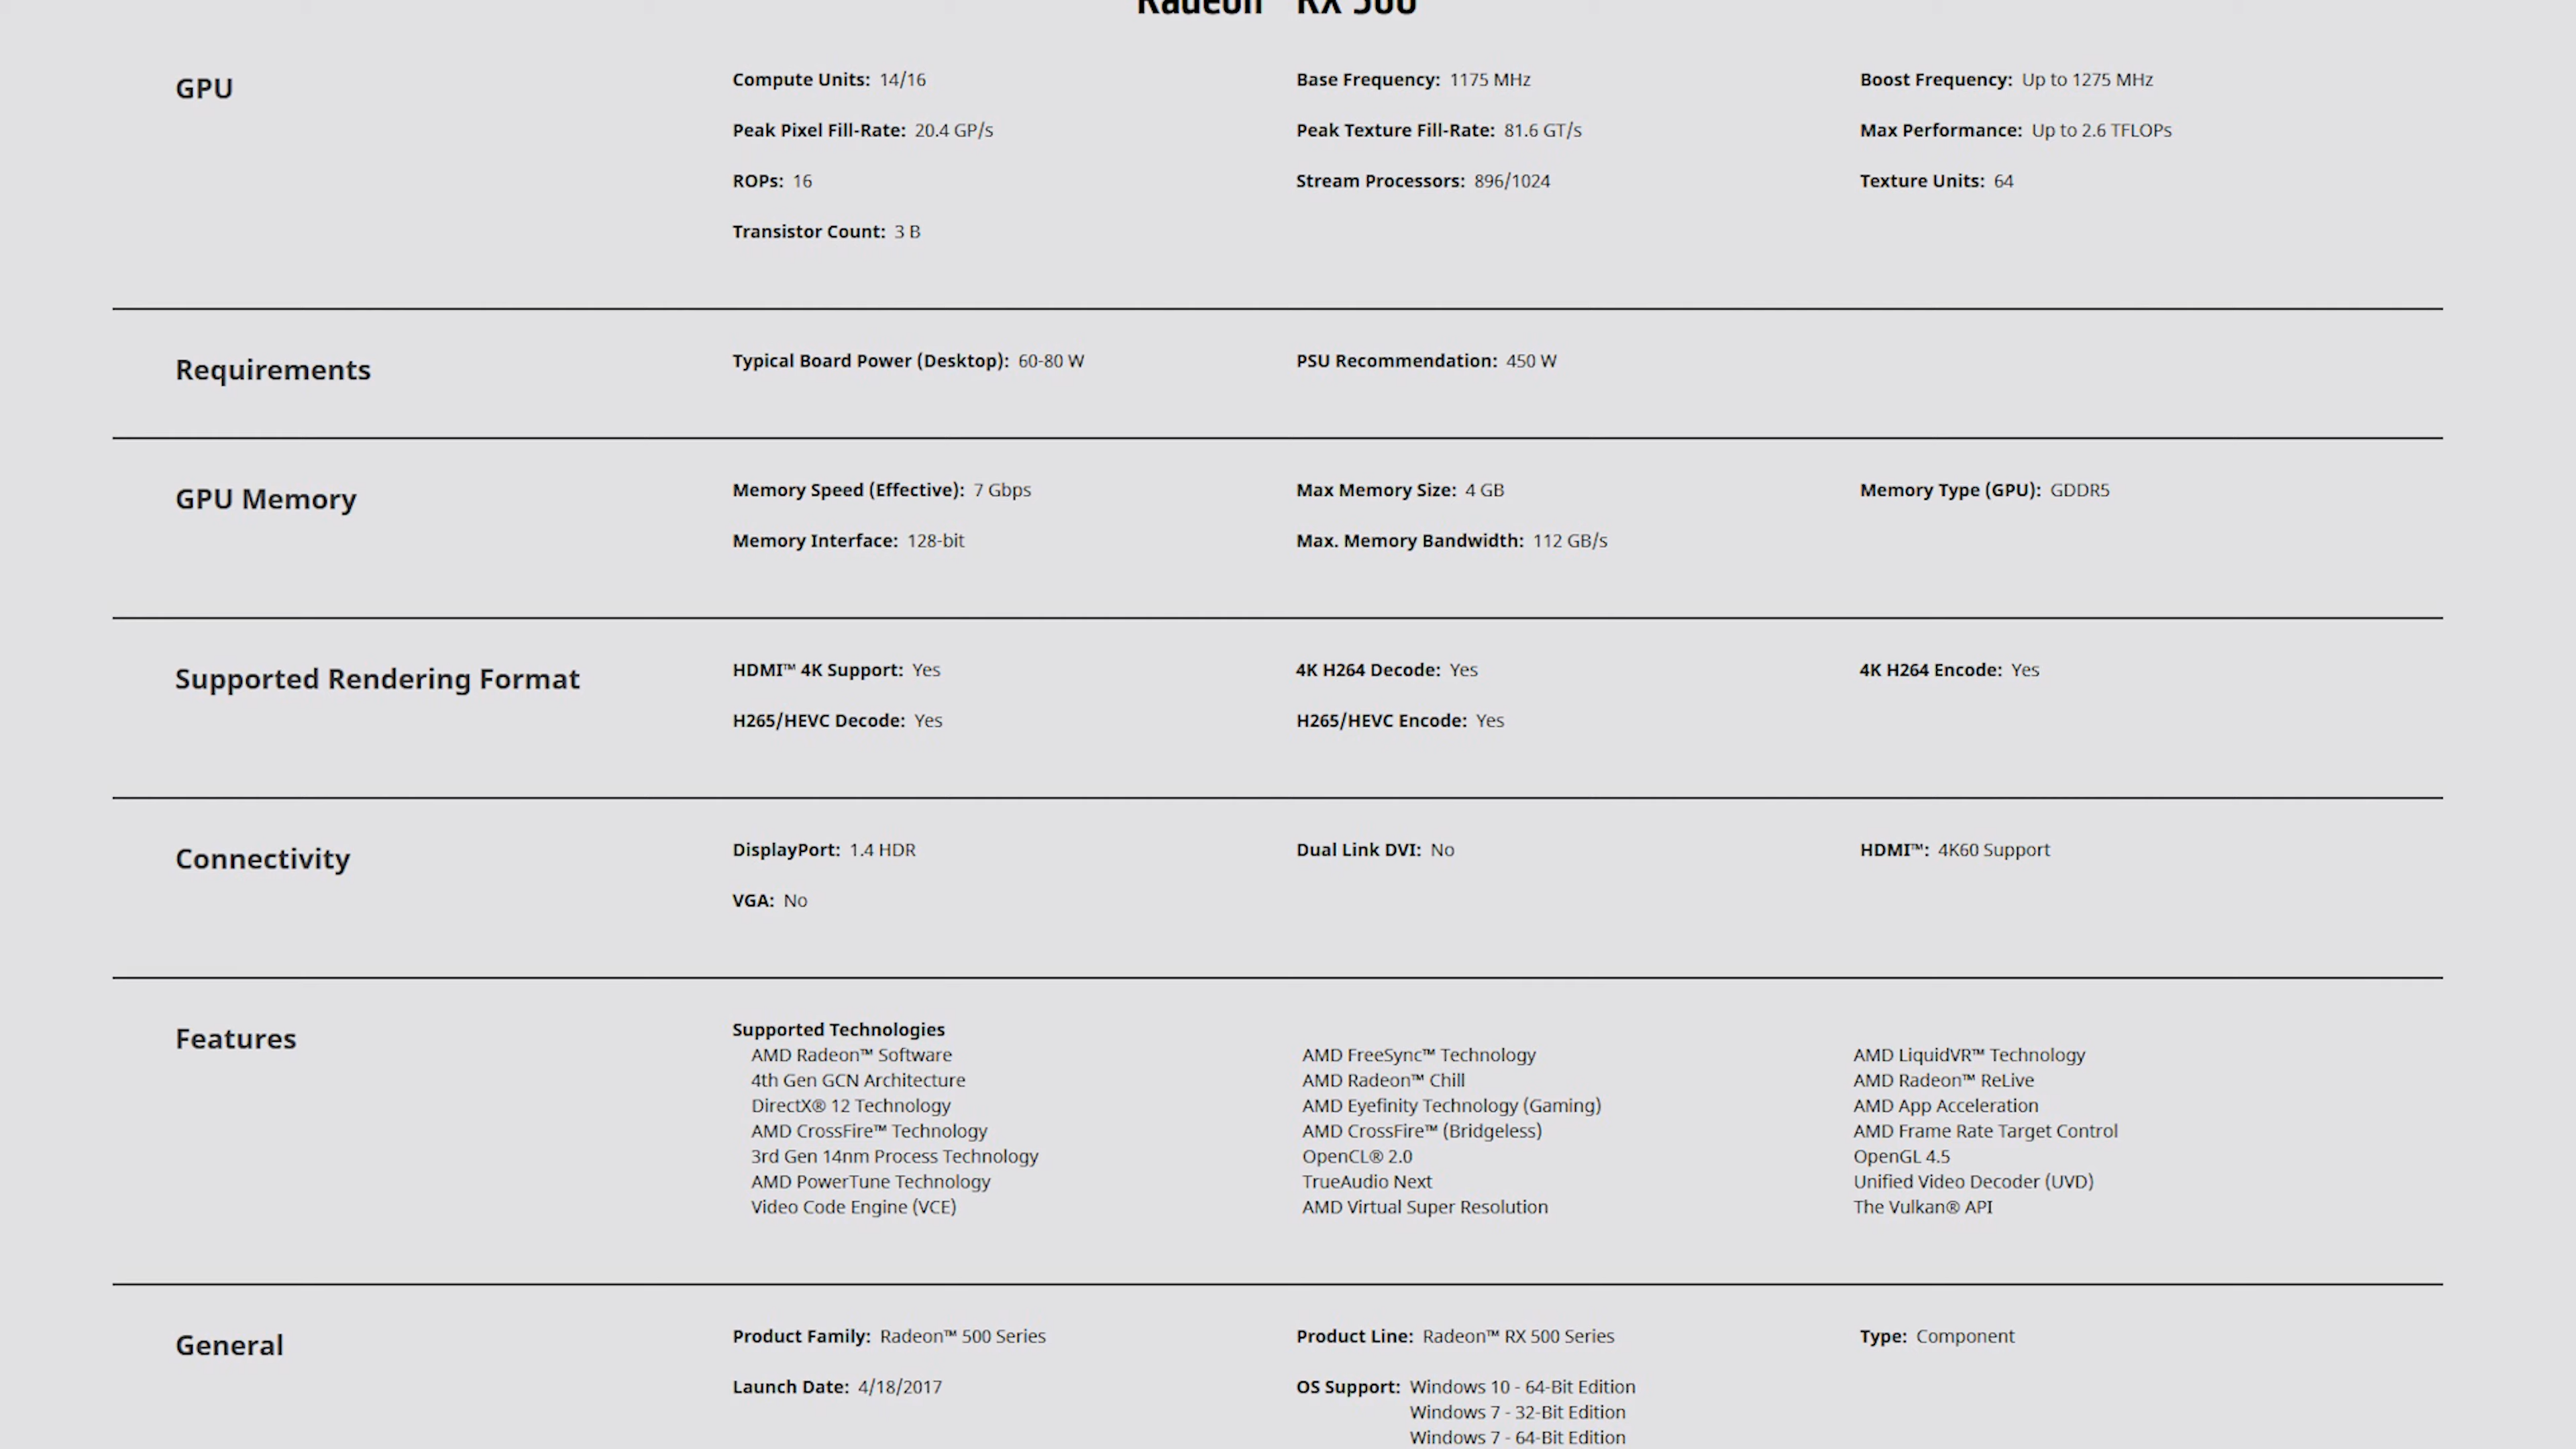 Radeon™ RX 560
GPU
Compute Units: 14/16
Base Frequency: 1175 MHz
Boost Frequency: Up to 1275 MHz
Peak Pixel Fill-Rate: 20.4 GP/s
Peak Texture Fill-Rate: 81.6 GT/s
Max Performance: Up to 2.6 TFLOPs
ROPs: 16
Stream Processors: 896/1024
Texture Units: 64
Transistor Count: 3 B
Requirements
Typical Board Power (Desktop): 60-80 W
PSU Recommendation: 450 W
GPU Memory
Memory Speed (Effective): 7 Gbps
Max Memory Size: 4 GB
Memory Type (GPU): GDDR5
Memory Interface: 128-bit
Max. Memory Bandwidth: 112 GB/s
Supported Rendering Format
HDMI™ 4K Support: Yes
4K H264 Decode: Yes
4K H264 Encode: Yes
H265/HEVC Decode: Yes
H265/HEVC Encode: Yes
Connectivity
DisplayPort: 1.4 HDR
Dual Link DVI: No
HDMI™: 4K60 Support
VGA: No
Features
Supported Technologies
AMD Radeon™ Software
AMD FreeSync™ Technology
AMD LiquidVR™ Technology
4th Gen GCN Architecture
AMD Radeon™ Chill
AMD Radeon™ ReLive
DirectX® 12 Technology
AMD Eyefinity Technology (Gaming)
AMD App Acceleration
AMD CrossFire™ Technology
AMD CrossFire™ (Bridgeless)
AMD Frame Rate Target Control
3rd Gen 14nm Process Technology
OpenCL® 2.0
OpenGL 4.5
AMD PowerTune Technology
TrueAudio Next
Unified Video Decoder (UVD)
Video Code Engine (VCE)
AMD Virtual Super Resolution
The Vulkan® API
General
Product Family: Radeon™ 500 Series
Product Line: Radeon™ RX 500 Series
Type: Component
Launch Date: 4/18/2017
OS Support: Windows 10 - 64-Bit Edition
Windows 7 - 32-Bit Edition
Windows 7 - 64-Bit Edition